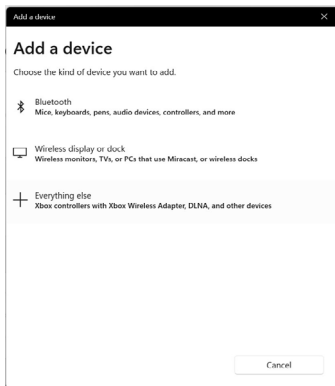 Add a device
Add a device
Choose the kind of device you want to add.
Bluetooth
Mice, keyboards, pens, audio devices, controllers, and more
Wireless display or dock
Wireless monitors, TVs, or PCs that use Miracast, or wireless docks
Everything else
Xbox controllers with Xbox Wireless Adapter, DLNA, and other devices
Cancel